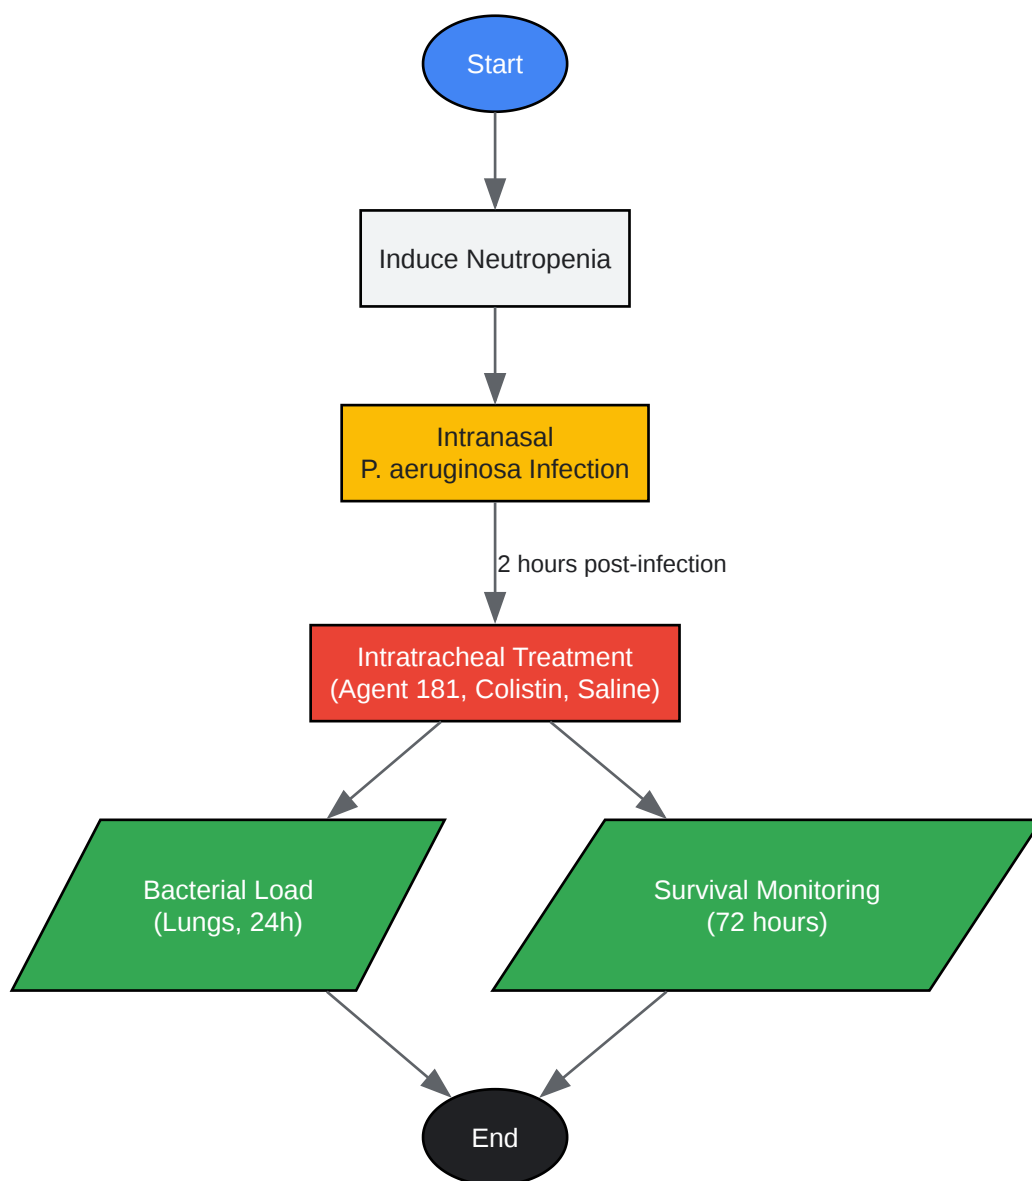 Start
Induce Neutropenia
Intranasal
P. aeruginosa Infection
2 hours post-infection
Intratracheal Treatment
(Agent 181, Colistin, Saline)
Bacterial Load
(Lungs, 24h)
Survival Monitoring
(72 hours)
End